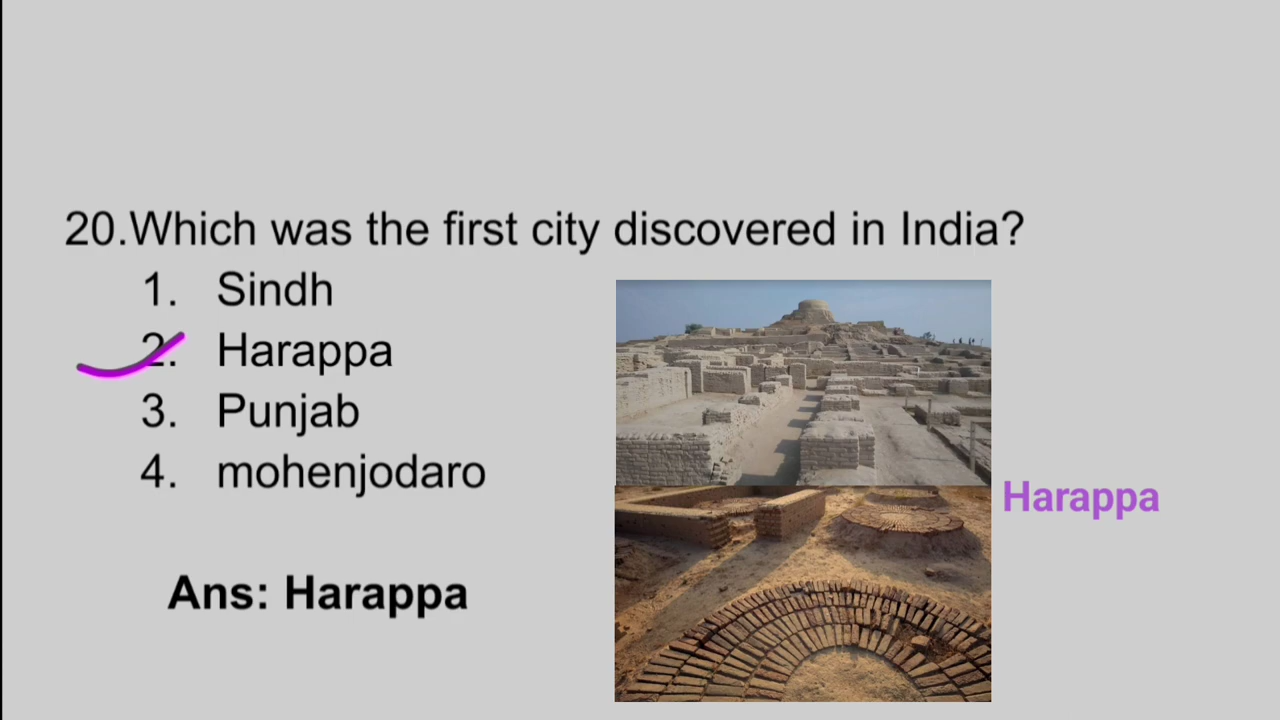 20.Which was the first city discovered in India?
1. Sindh
2. Harappa
3. Punjab
4. mohenjodaro
Harappa
Ans: Harappa